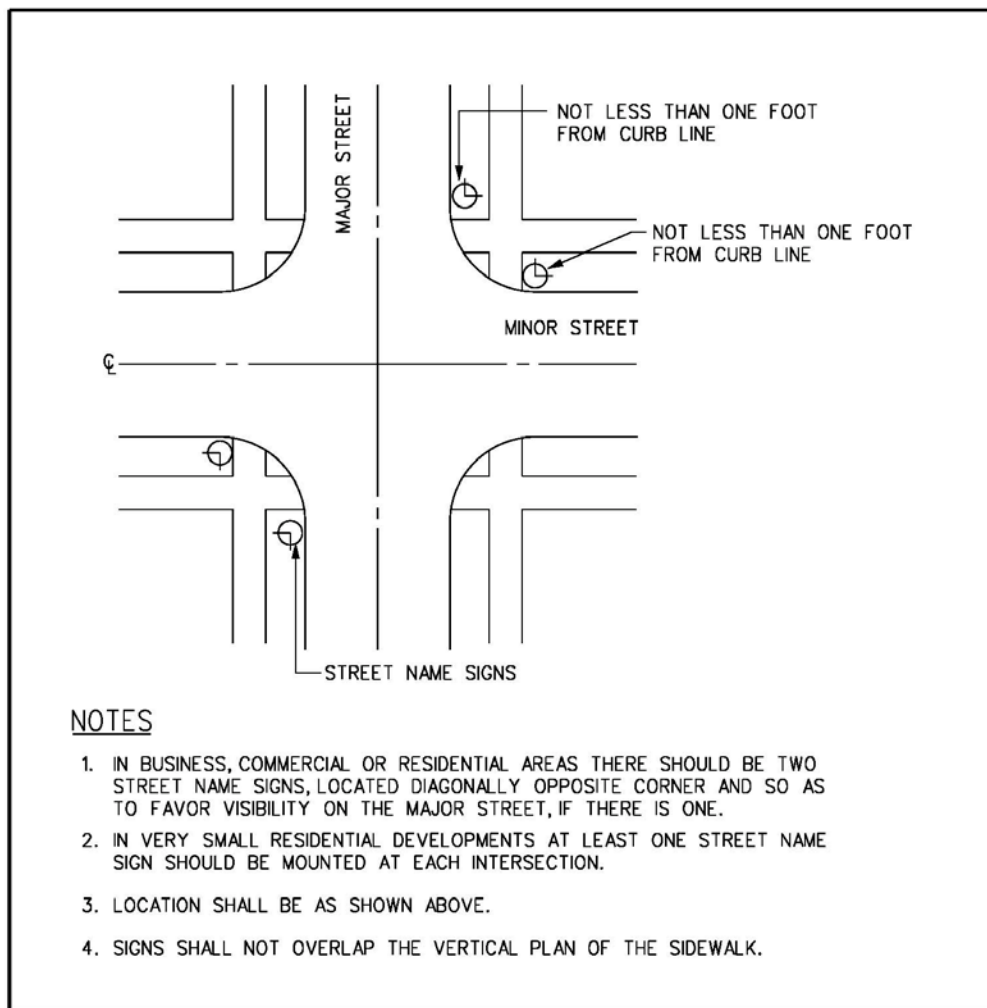 MAJOR STREET
NOT LESS THAN ONE FOOT
FROM CURB LINE
NOT LESS THAN ONE FOOT
FROM CURB LINE
MINOR STREET
℄
STREET NAME SIGNS
NOTES
1. IN BUSINESS, COMMERCIAL OR RESIDENTIAL AREAS THERE SHOULD BE TWO
STREET NAME SIGNS, LOCATED DIAGONALLY OPPOSITE CORNER AND SO AS
TO FAVOR VISIBILITY ON THE MAJOR STREET, IF THERE IS ONE.
2. IN VERY SMALL RESIDENTIAL DEVELOPMENTS AT LEAST ONE STREET NAME
SIGN SHOULD BE MOUNTED AT EACH INTERSECTION.
3. LOCATION SHALL BE AS SHOWN ABOVE.
4. SIGNS SHALL NOT OVERLAP THE VERTICAL PLAN OF THE SIDEWALK.